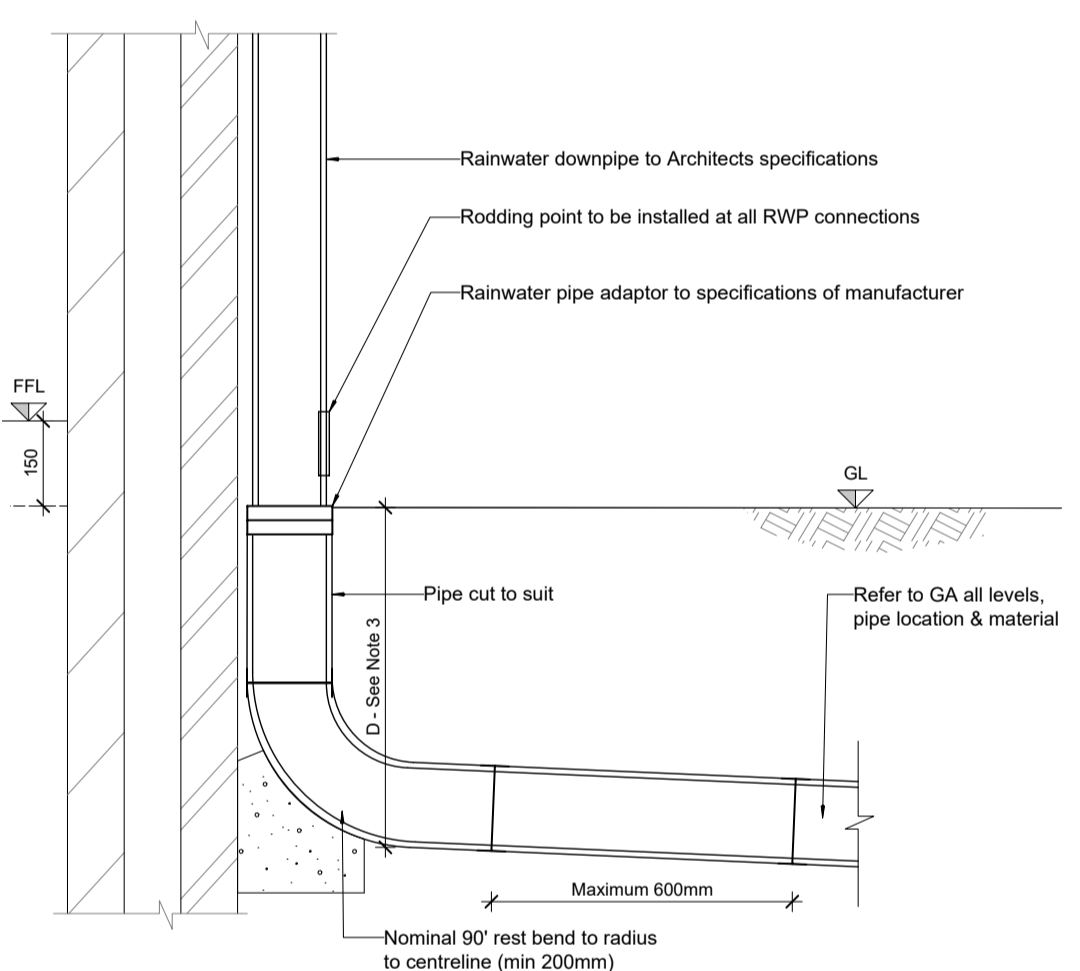 Rainwater downpipe to Architects specifications
Rodding point to be installed at all RWP connections
Rainwater pipe adaptor to specifications of manufacturer
FFL
150
GL
Pipe cut to suit
Refer to GA all levels,
pipe location & material
D - See Note 3
Maximum 600mm
Nominal 90' rest bend to radius
to centreline (min 200mm)